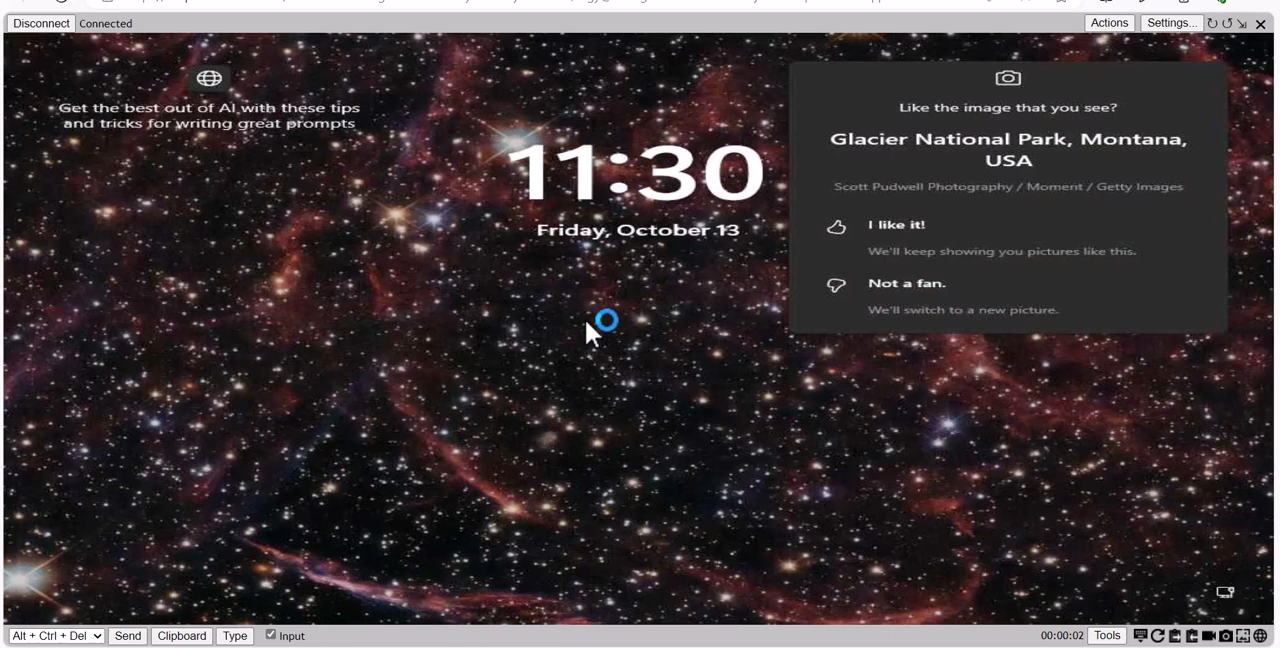 Disconnect Connected Actions Settings...
Get the best out of AI with these tips
and tricks for writing great prompts
11:30
Friday, October 13
Like the image that you see?
Glacier National Park, Montana,
USA
Scott Pudwell Photography / Moment / Getty Images
I like it!
We'll keep showing you pictures like this.
Not a fan.
We'll switch to a new picture.
Alt + Ctrl + Del Send Clipboard Type Input 00:00:02 Tools